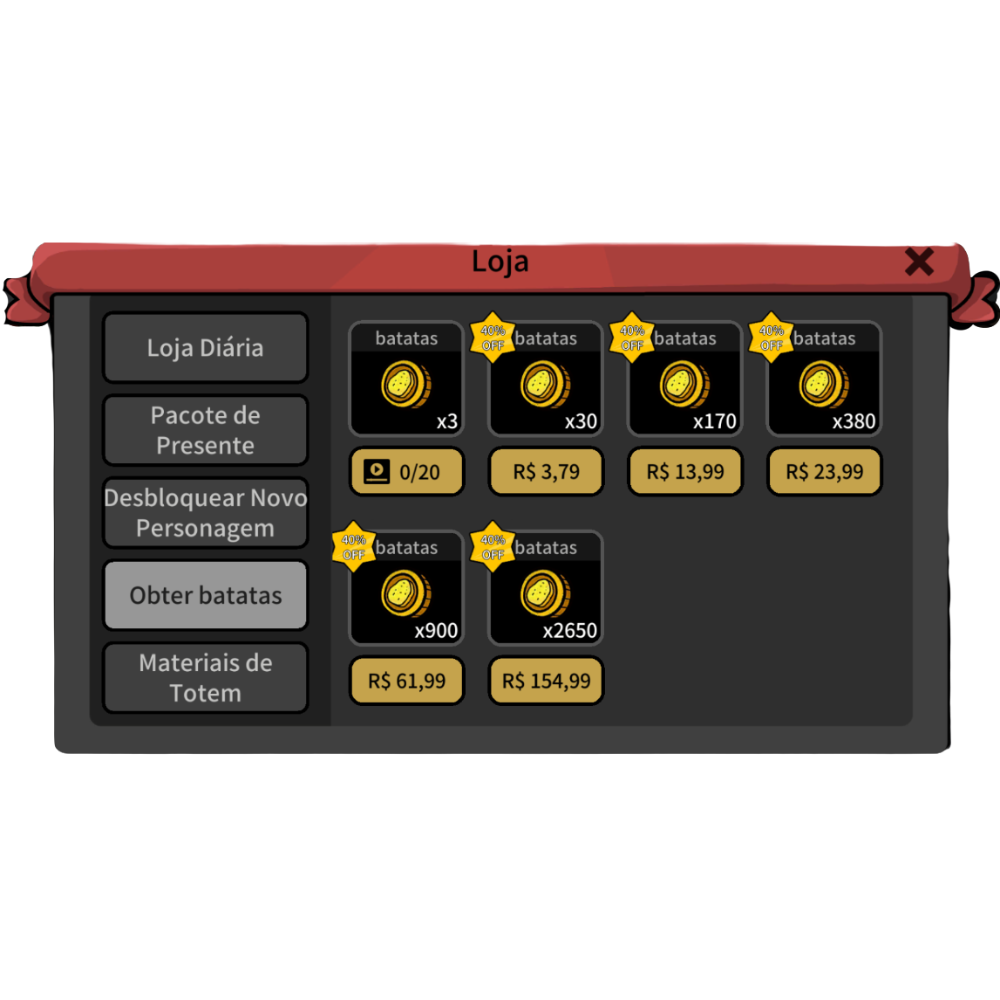 Loja
Loja Diária
Pacote de
Presente
Desbloquear Novo
Personagem
Obter batatas
Materiais de
Totem
batatas
x3
0/20
40%
OFF
batatas
x30
R$ 3,79
40%
OFF
batatas
x170
R$ 13,99
40%
OFF
batatas
x380
R$ 23,99
40%
OFF
batatas
x900
R$ 61,99
40%
OFF
batatas
x2650
R$ 154,99